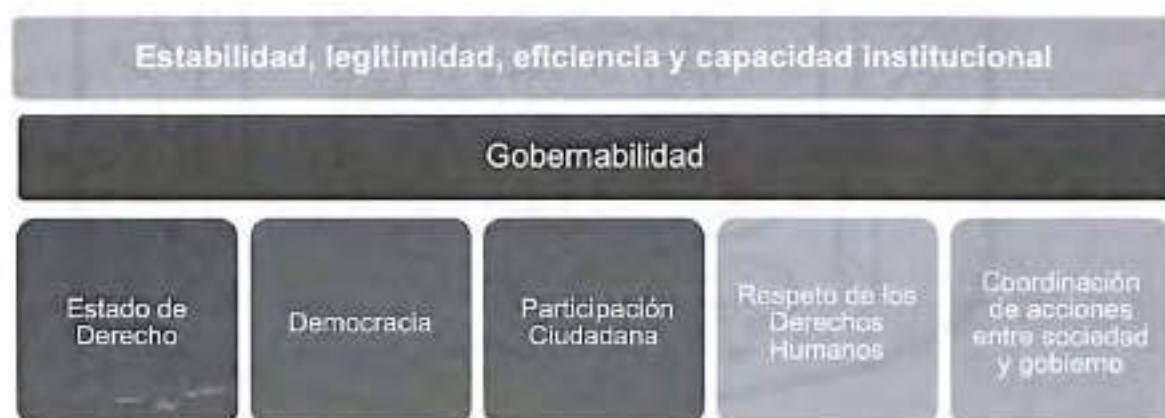 Estabilidad, legitimidad, eficiencia y capacidad institucional
Gobernabilidad
Estado de
Derecho
Democracia
Participación
Ciudadana
Respeto de los
Derechos
Humanos
Coordinación
de acciones
entre sociedad
y gobierno